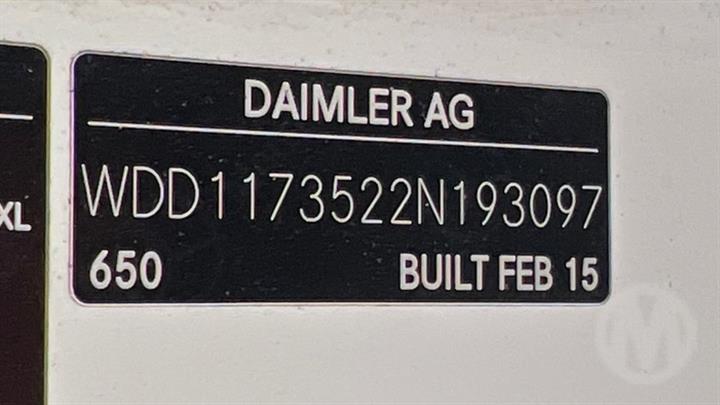 DAIMLER AG
WDD1173522N193097
XL
650 BUILT FEB 15
M